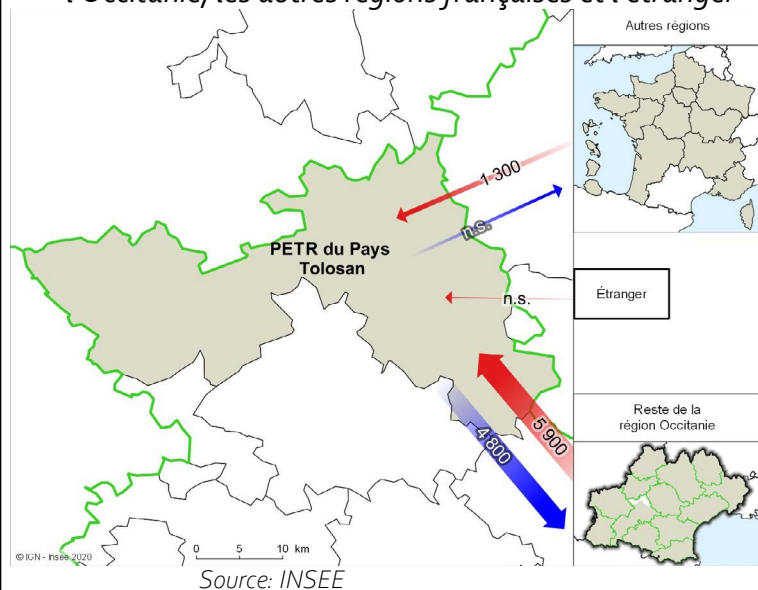 l'Occitanie, les autres régions françaises et l'étranger
Autres régions
1 300
n.s.
PETR du Pays
Tolosan
n.s.
Étranger
Reste de la
région Occitanie
5 900
4 800
0 5 10 km
© IGN - Insee 2020
Source: INSEE